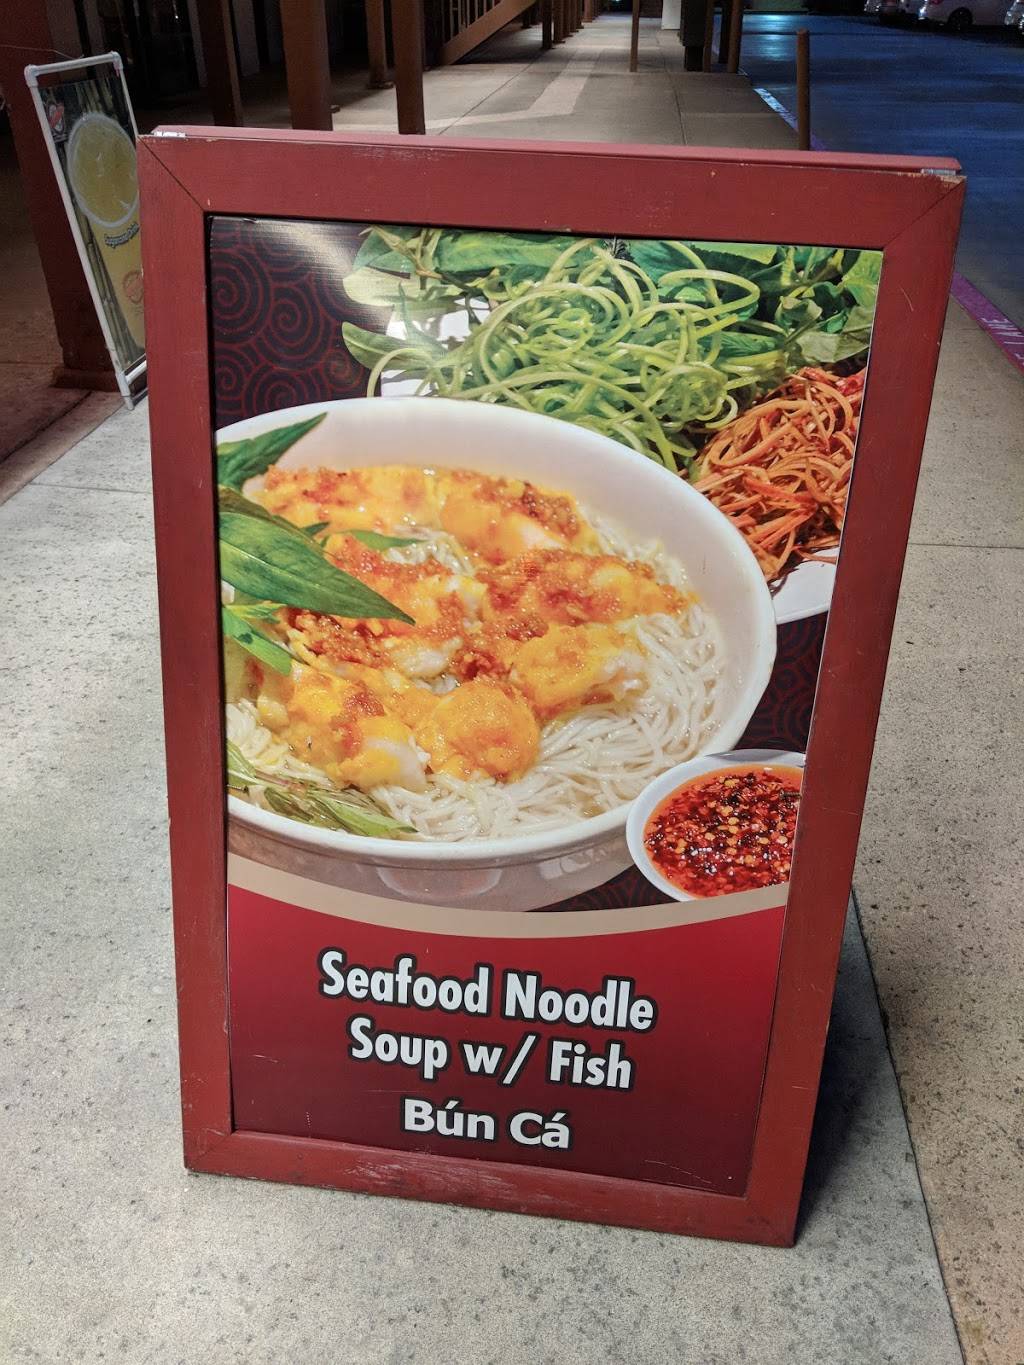 Seafood Noodle
Soup w/ Fish
Bún Cá